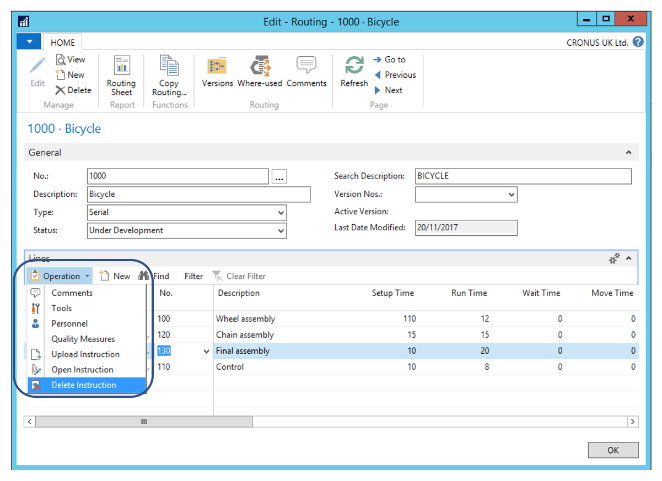 Edit - Routing - 1000 · Bicycle
HOME
CRONUS UK Ltd.
Edit
View
New
Delete
Manage
Routing Sheet
Report
Copy Routing...
Functions
Versions
Where-used
Comments
Routing
Refresh
Go to
Previous
Next
Page
1000 · Bicycle
General
No.: 1000 ...
Description: Bicycle
Type: Serial
Status: Under Development
Search Description: BICYCLE
Version Nos.:
Active Version:
Last Date Modified: 20/11/2017
Lines
Operation New Find Filter Clear Filter
Comments
Tools
Personnel
Quality Measures
Upload Instruction
Open Instruction
Delete Instruction
No. Description Setup Time Run Time Wait Time Move Time
100 Wheel assembly 110 12 0 0
120 Chain assembly 15 15 0 0
130 Final assembly 10 20 0 0
110 Control 10 8 0 0
OK